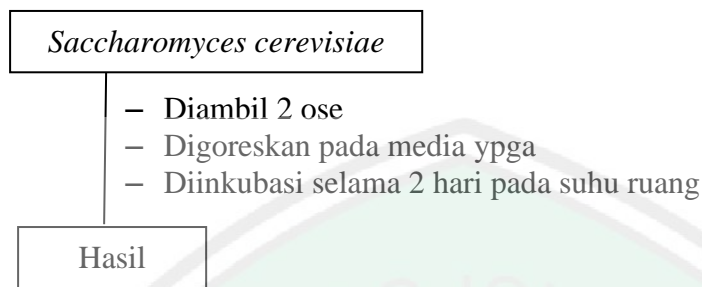 Saccharomyces cerevisiae
– Diambil 2 ose
– Digoreskan pada media ypga
– Diinkubasi selama 2 hari pada suhu ruang
Hasil